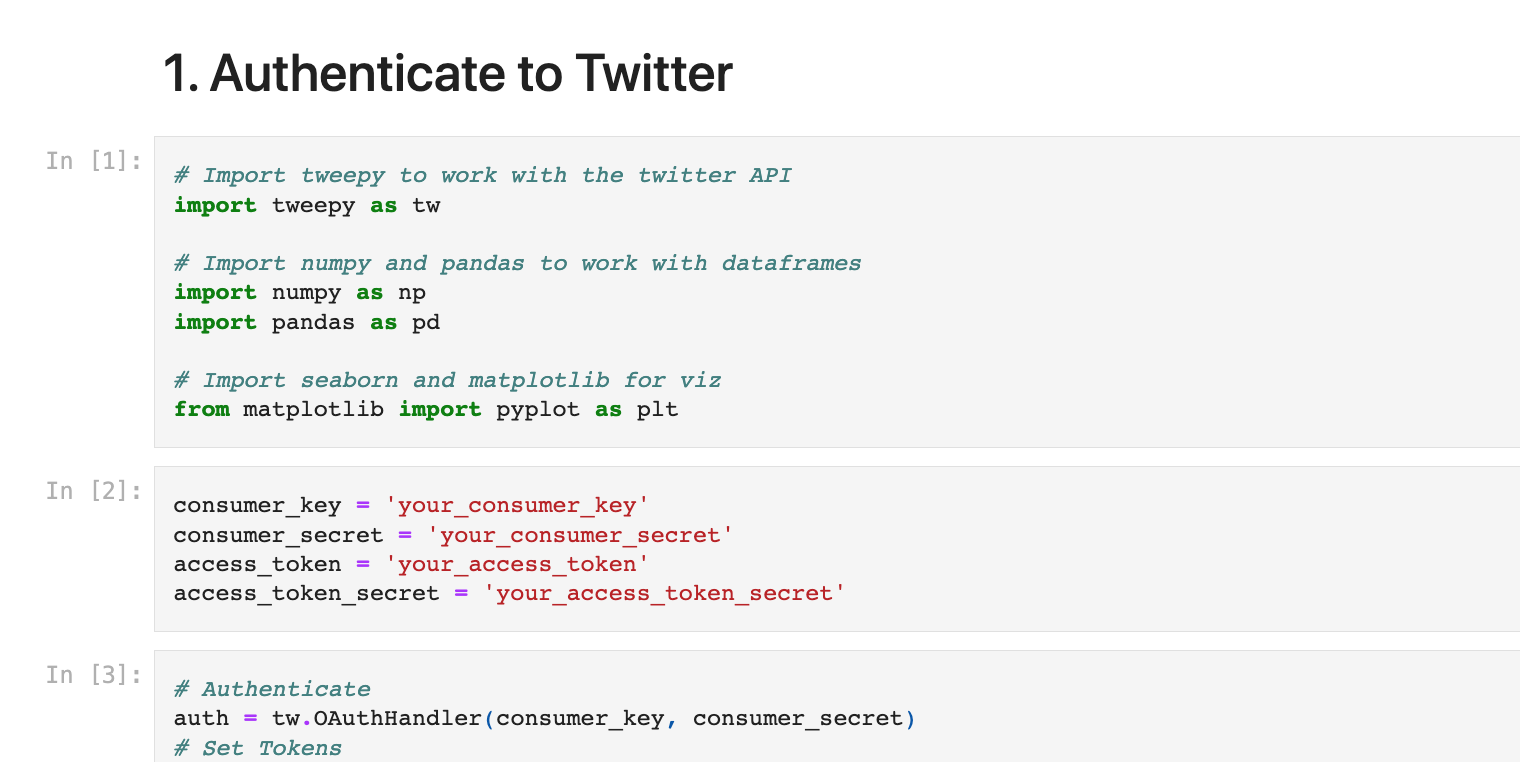 1. Authenticate to Twitter
In [1]:
# Import tweepy to work with the twitter API
import tweepy as tw
# Import numpy and pandas to work with dataframes
import numpy as np
import pandas as pd
# Import seaborn and matplotlib for viz
from matplotlib import pyplot as plt
In [2]:
consumer_key = 'your_consumer_key'
consumer_secret = 'your_consumer_secret'
access_token = 'your_access_token'
access_token_secret = 'your_access_token_secret'
In [3]:
# Authenticate
auth = tw.OAuthHandler(consumer_key, consumer_secret)
# Set Tokens